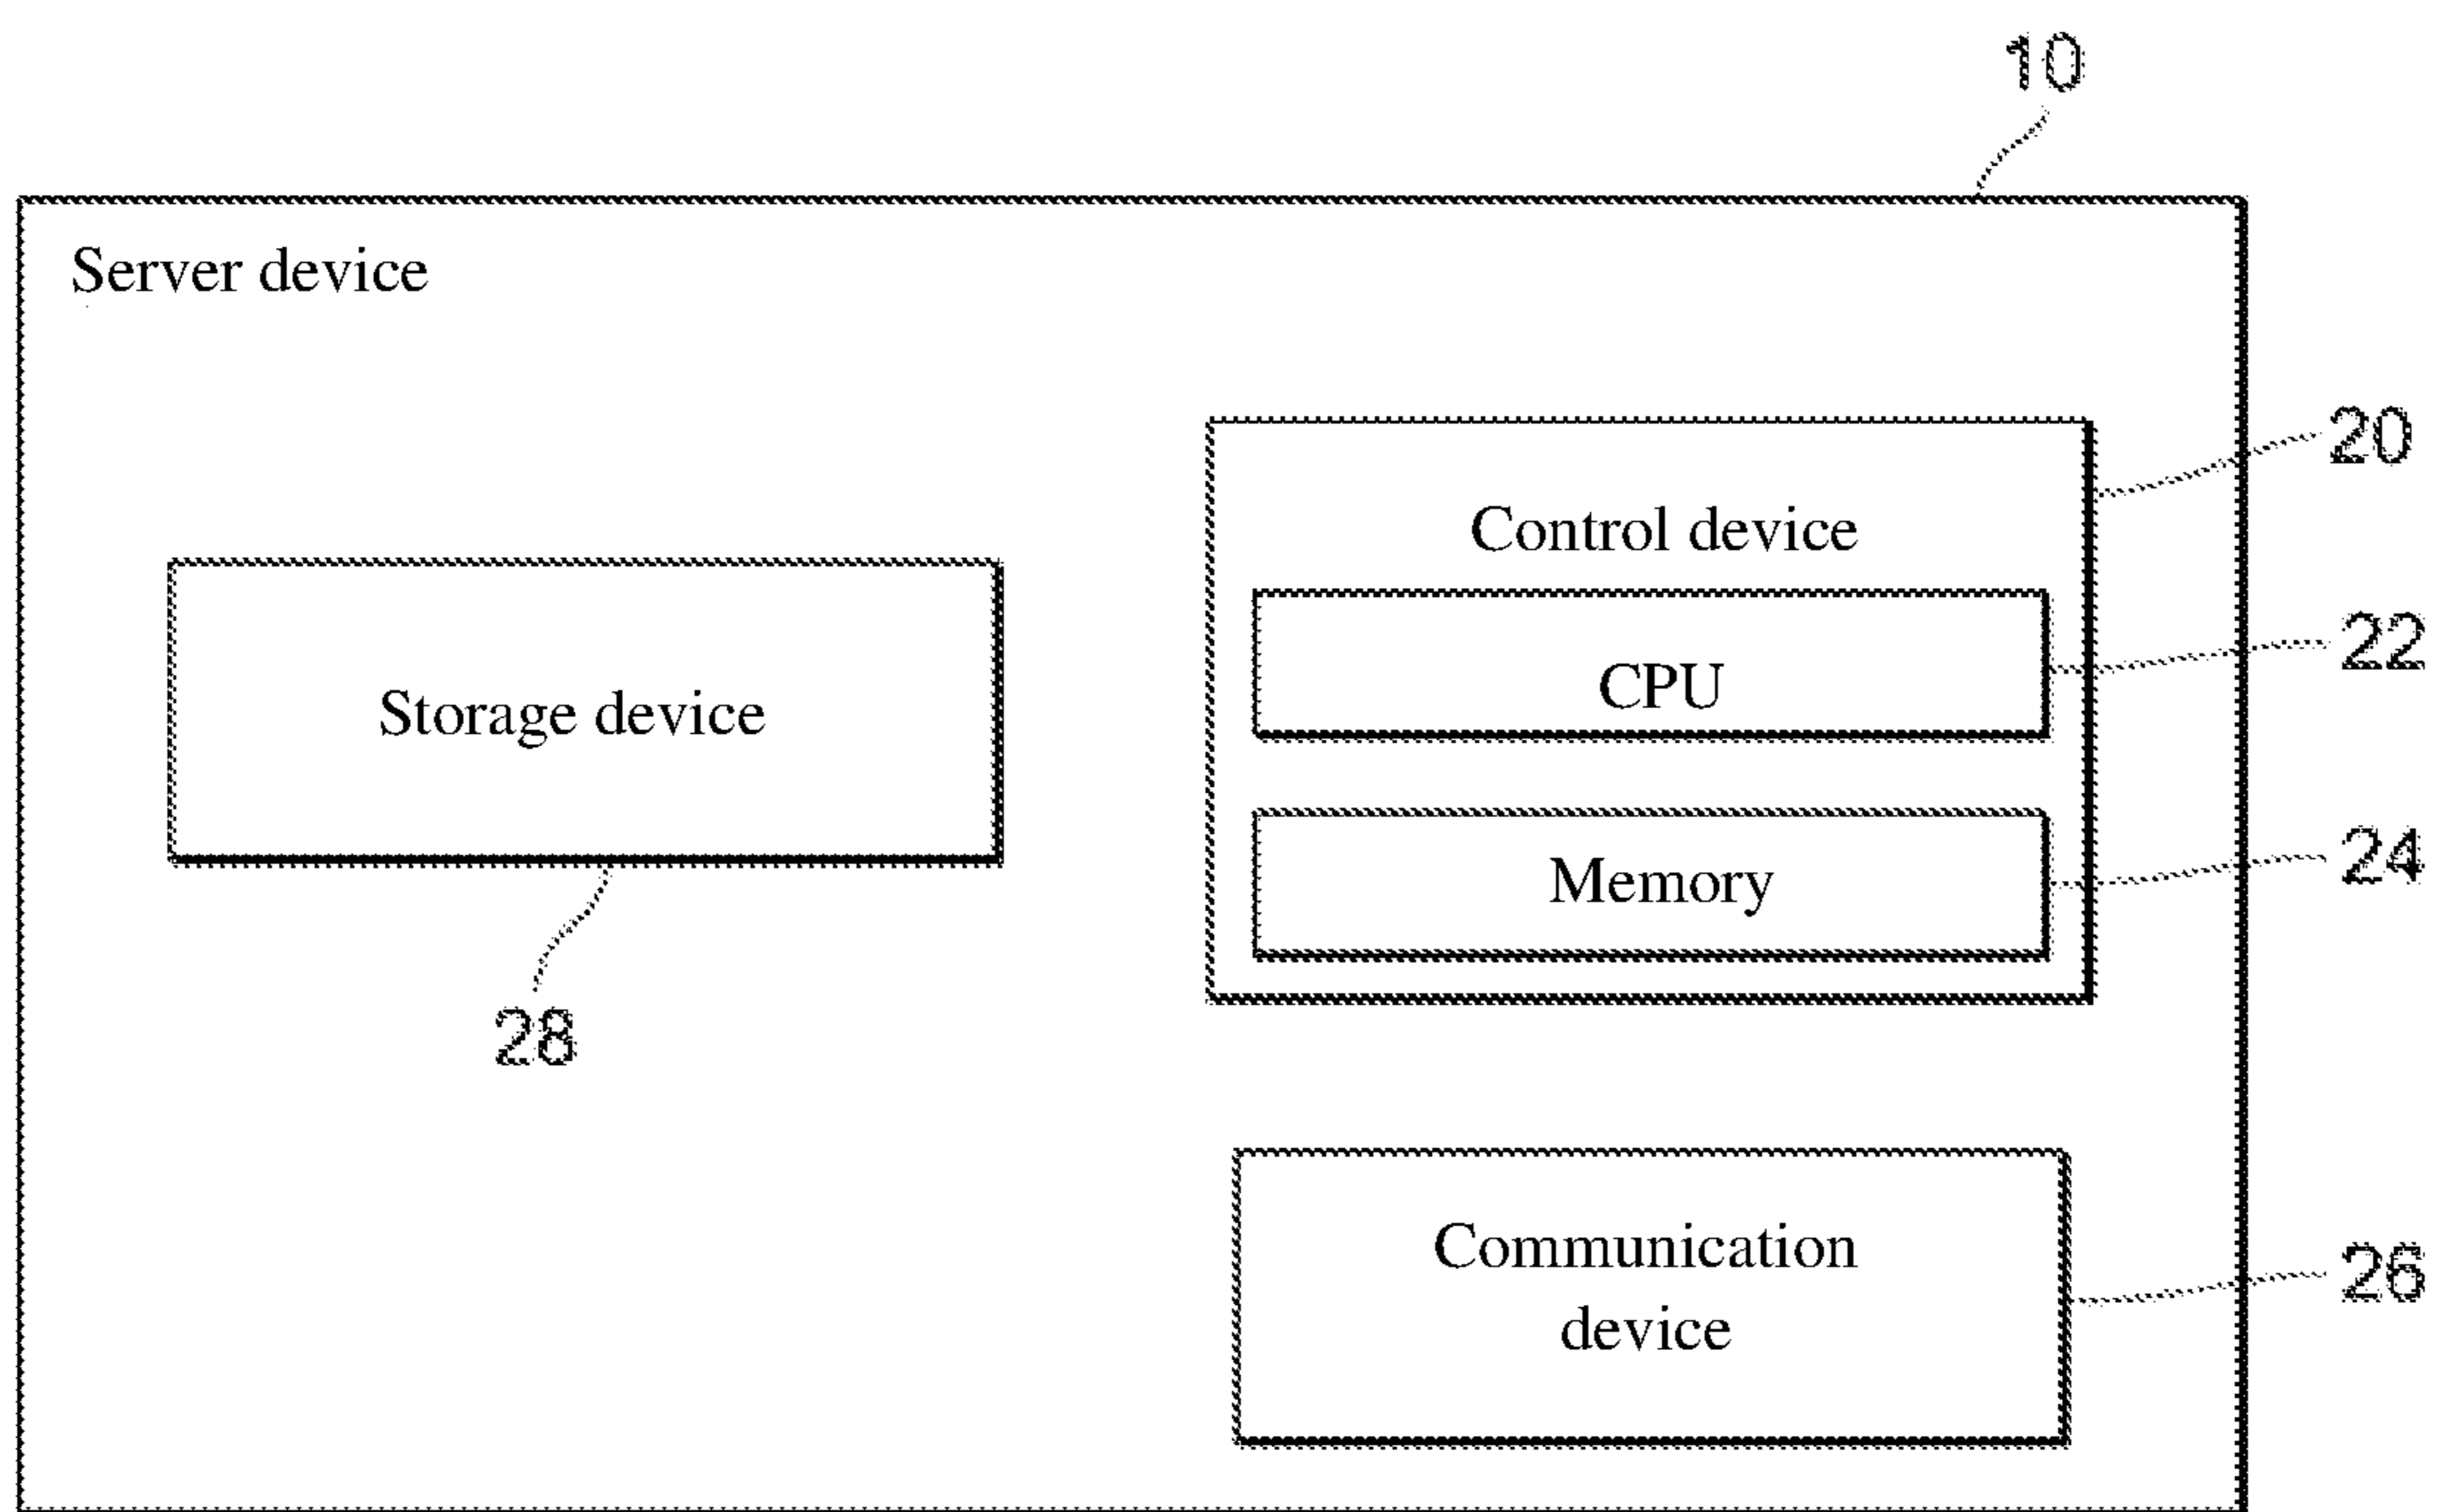 10
Server device
20
Control device
22
CPU
Storage device
24
Memory
28
26
Communication
device